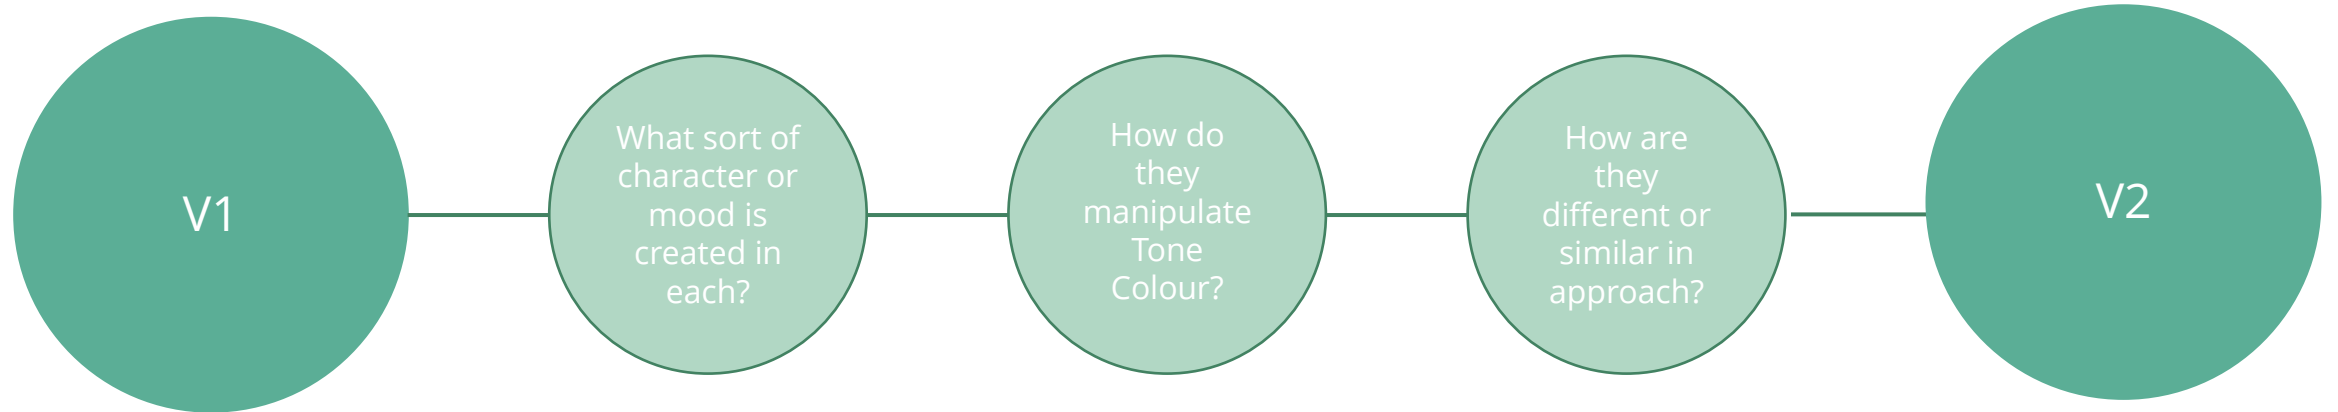 V1
What sort of
character or
mood is
created in
each?
How do
they
manipulate
Tone
Colour?
How are
they
different or
similar in
approach?
V2